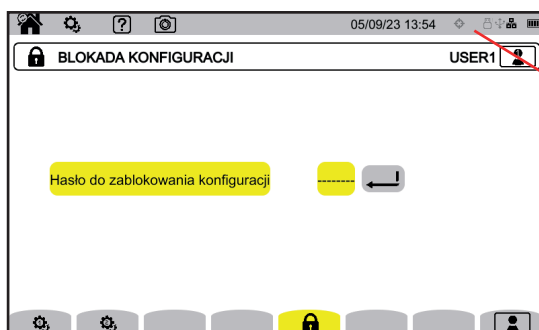 05/09/23 13:54
BLOKADA KONFIGURACJI
USER1
Hasło do zablokowania konfiguracji
--------